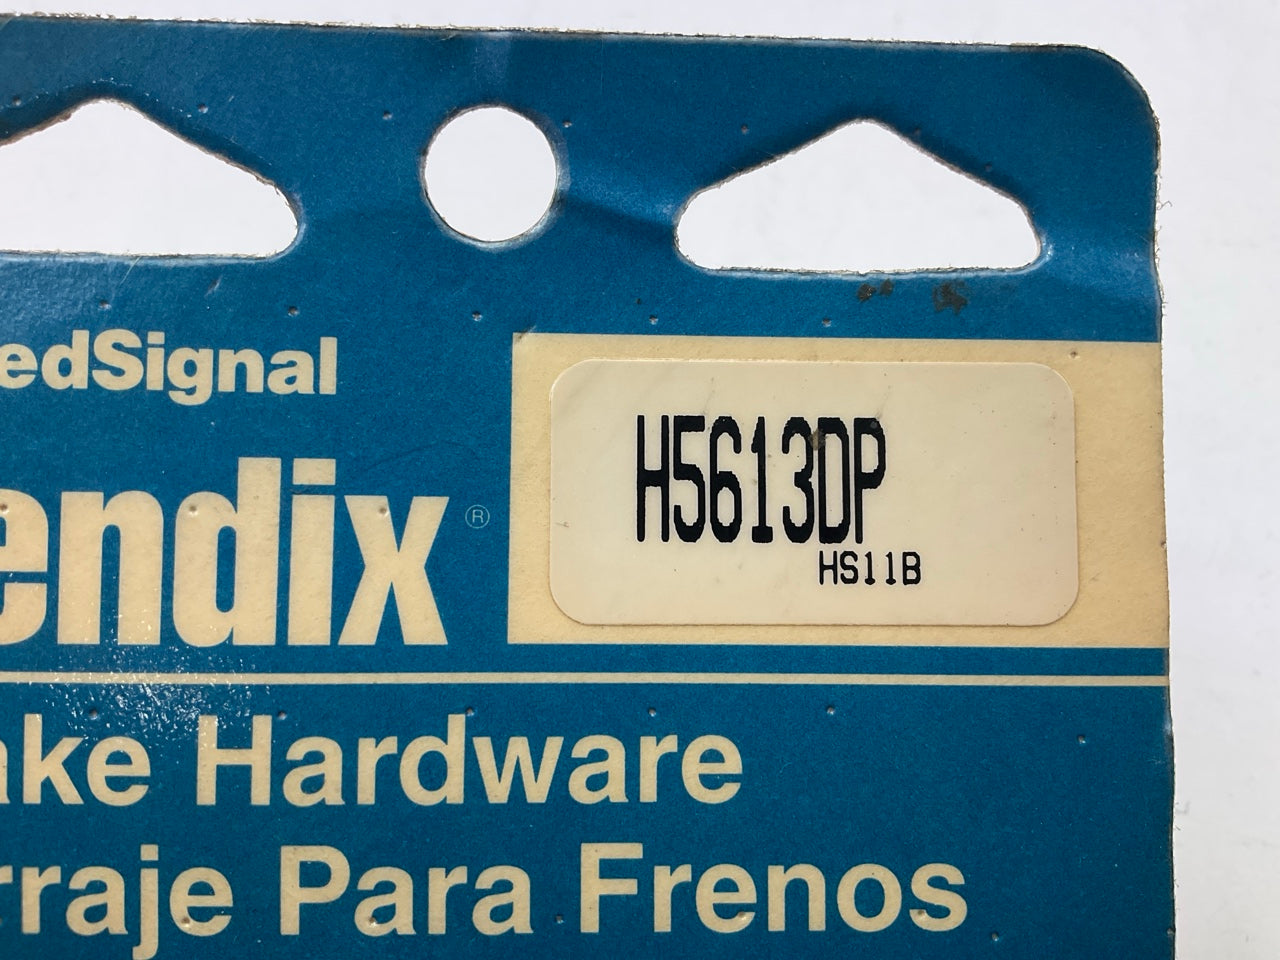 edSignal
endix®
H5613DP
HS11B
ake Hardware
rraje Para Frenos